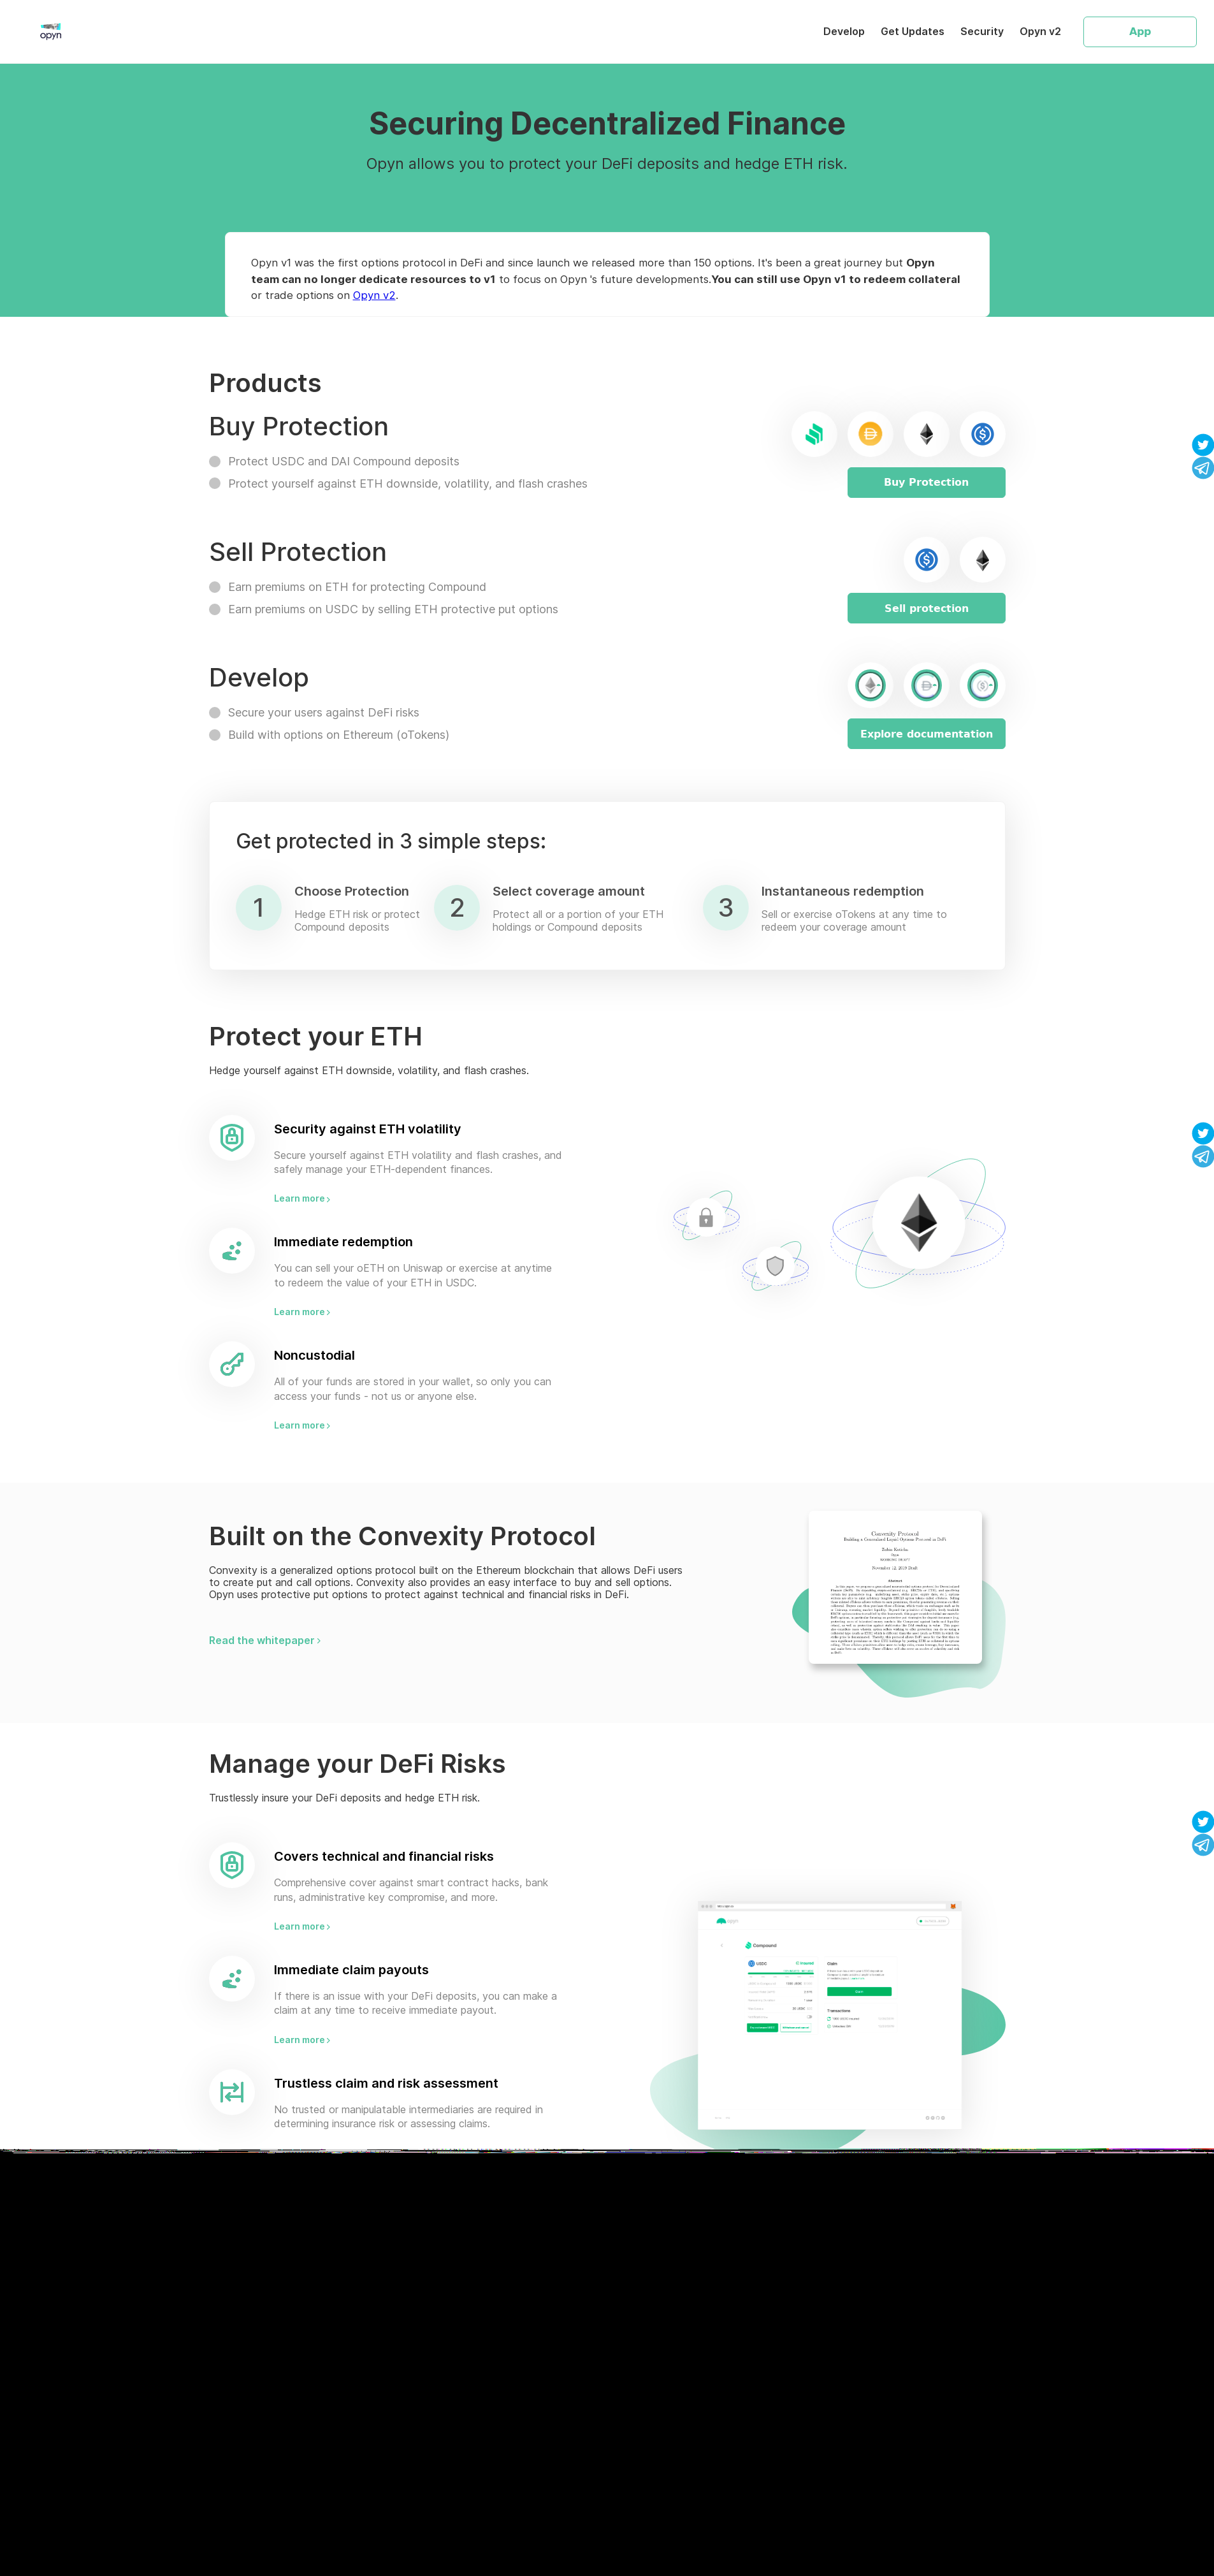 opyn
Develop
Get Updates
Security
Opyn v2
App
Securing Decentralized Finance
Opyn allows you to protect your DeFi deposits and hedge ETH risk.
Opyn v1 was the first options protocol in DeFi and since launch we released more than 150 options. It's been a great journey but Opyn
team can no longer dedicate resources to v1 to focus on Opyn 's future developments.You can still use Opyn v1 to redeem collateral
or trade options on Opyn v2.
Products
Buy Protection
Protect USDC and DAI Compound deposits
Protect yourself against ETH downside, volatility, and flash crashes
Buy Protection
Sell Protection
Earn premiums on ETH for protecting Compound
Earn premiums on USDC by selling ETH protective put options
Sell protection
Develop
Secure your users against DeFi risks
Build with options on Ethereum (oTokens)
Explore documentation
Get protected in 3 simple steps:
1
Choose Protection
Hedge ETH risk or protect
Compound deposits
2
Select coverage amount
Protect all or a portion of your ETH
holdings or Compound deposits
3
Instantaneous redemption
Sell or exercise oTokens at any time to
redeem your coverage amount
Protect your ETH
Hedge yourself against ETH downside, volatility, and flash crashes.
Security against ETH volatility
Secure yourself against ETH volatility and flash crashes, and
safely manage your ETH-dependent finances.
Learn more ›
Immediate redemption
You can sell your oETH on Uniswap or exercise at anytime
to redeem the value of your ETH in USDC.
Learn more ›
Noncustodial
All of your funds are stored in your wallet, so only you can
access your funds - not us or anyone else.
Learn more ›
Built on the Convexity Protocol
Convexity is a generalized options protocol built on the Ethereum blockchain that allows DeFi users
to create put and call options. Convexity also provides an easy interface to buy and sell options.
Opyn uses protective put options to protect against technical and financial risks in DeFi.
Read the whitepaper ›
Convexity Protocol
Building a Generalized Liquid Options Protocol in DeFi
November 12, 2019 Draft
Abstract
Manage your DeFi Risks
Trustlessly insure your DeFi deposits and hedge ETH risk.
Covers technical and financial risks
Comprehensive cover against smart contract hacks, bank
runs, administrative key compromise, and more.
Learn more ›
Immediate claim payouts
If there is an issue with your DeFi deposits, you can make a
claim at any time to receive immediate payout.
Learn more ›
Trustless claim and risk assessment
No trusted or manipulatable intermediaries are required in
determining insurance risk or assessing claims.
Compound
USDC
Claim
Transactions